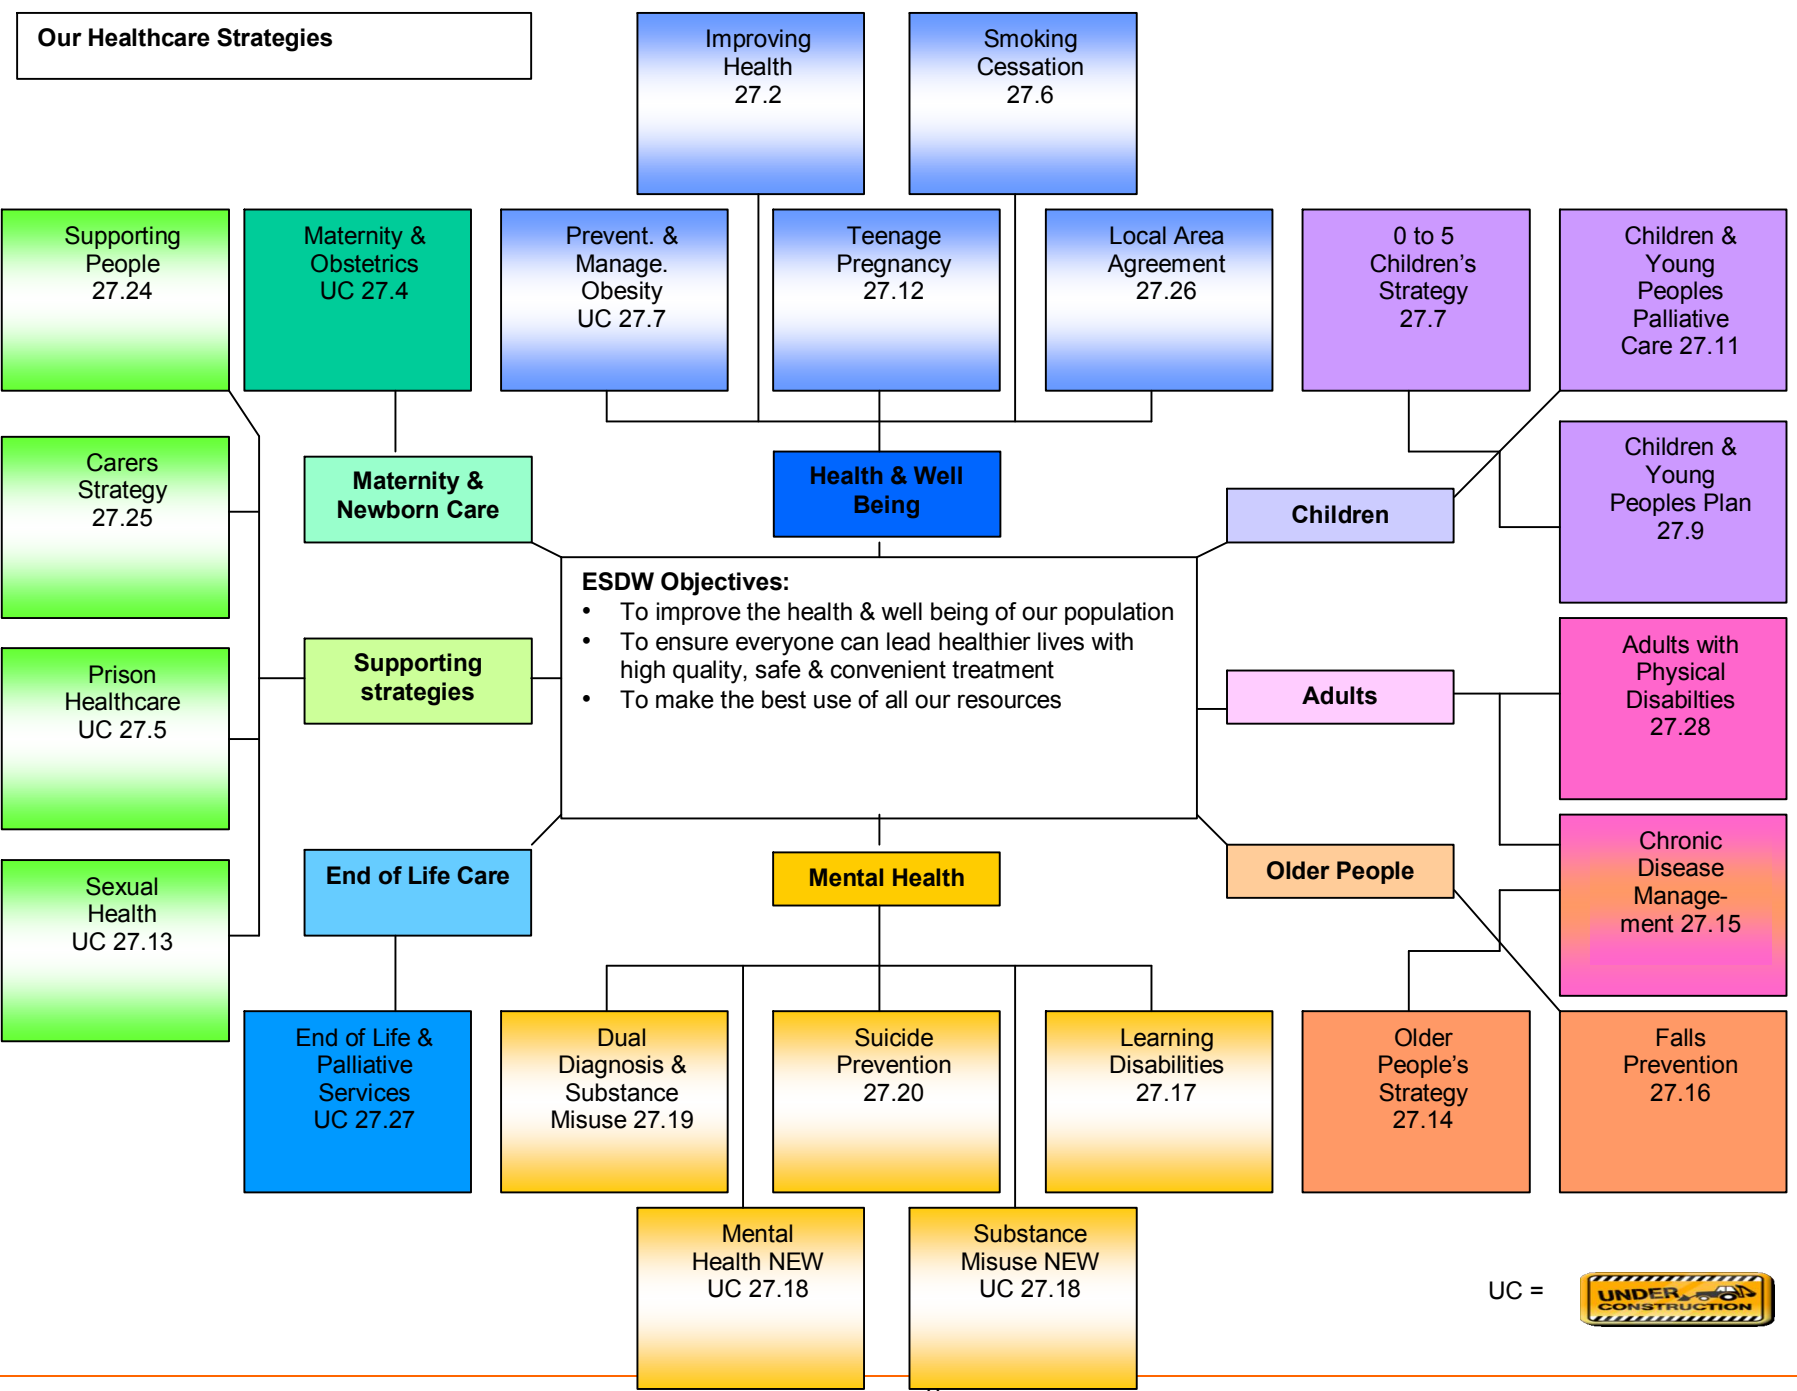 Our Healthcare Strategies
Improving
Health
27.2
Smoking
Cessation
27.6
Supporting
People
27.24
Maternity &
Obstetrics
UC 27.4
Prevent. &
Manage.
Obesity
UC 27.7
Teenage
Pregnancy
27.12
Local Area
Agreement
27.26
0 to 5
Children's
Strategy
27.7
Children &
Young
Peoples
Palliative
Care 27.11
Carers
Strategy
27.25
Maternity &
Newborn Care
Health & Well
Being
Children
Children &
Young
Peoples Plan
27.9
ESDW Objectives:
• To improve the health & well being of our population
• To ensure everyone can lead healthier lives with
high quality, safe & convenient treatment
• To make the best use of all our resources
Prison
Healthcare
UC 27.5
Supporting
strategies
Adults
Adults with
Physical
Disabilties
27.28
Sexual
Health
UC 27.13
End of Life Care
Mental Health
Older People
Chronic
Disease
Manage-
ment 27.15
End of Life &
Palliative
Services
UC 27.27
Dual
Diagnosis &
Substance
Misuse 27.19
Suicide
Prevention
27.20
Learning
Disabilities
27.17
Older
People's
Strategy
27.14
Falls
Prevention
27.16
Mental
Health NEW
UC 27.18
Substance
Misuse NEW
UC 27.18
UC =
UNDER
CONSTRUCTION